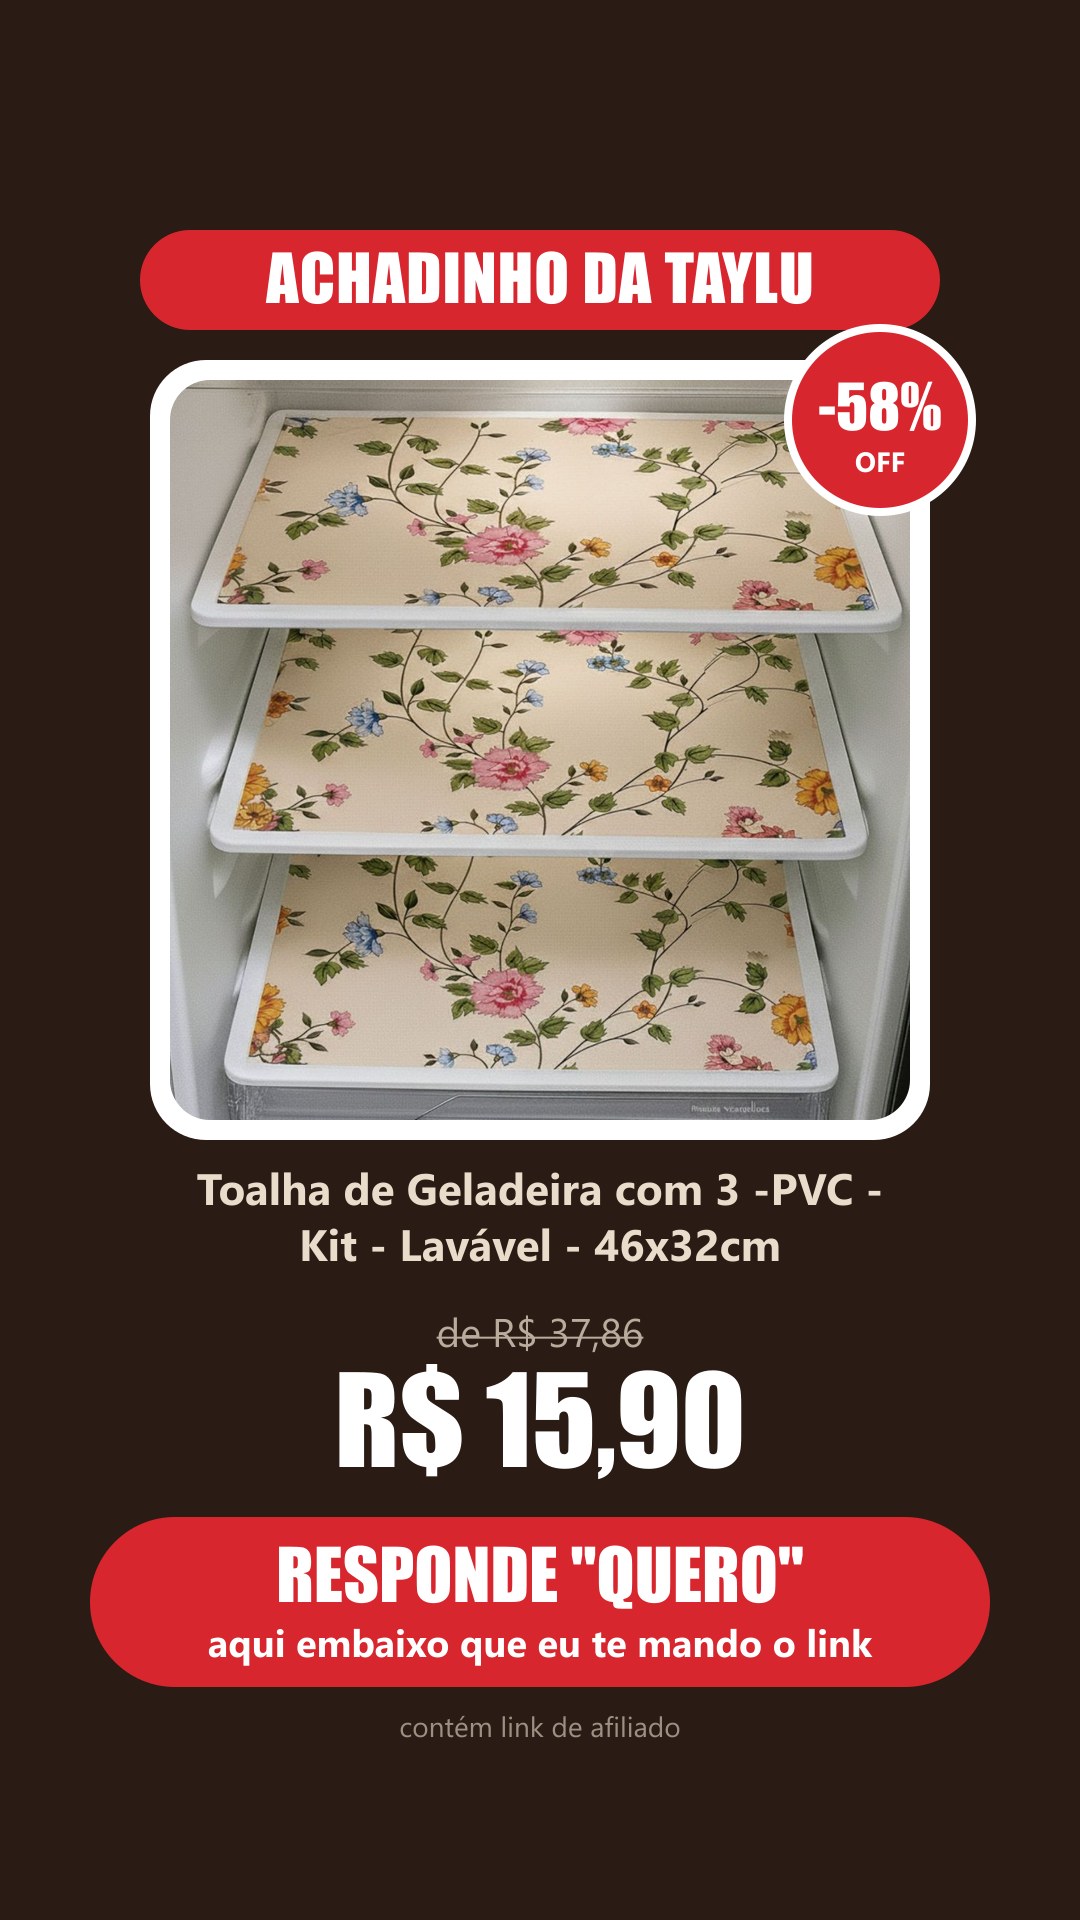 ACHADINHO DA TAYLU
-58%
OFF
Toalha de Geladeira com 3 -PVC -
Kit - Lavável - 46x32cm
de R$ 37,86
R$ 15,90
RESPONDE "QUERO"
aqui embaixo que eu te mando o link
contém link de afiliado